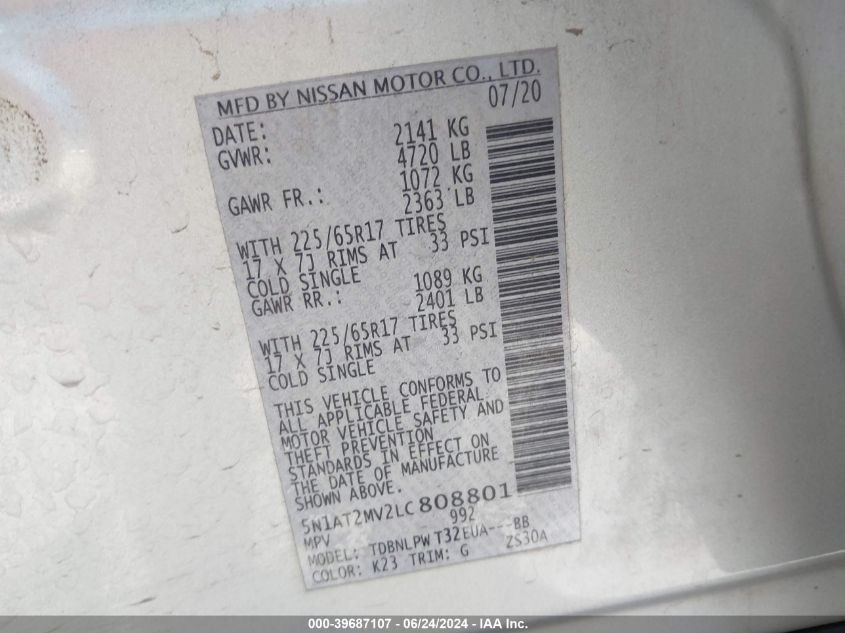 MFD BY NISSAN MOTOR CO., LTD.
DATE: 07/20
GVWR: 2141 KG
4720 LB
GAWR FR.: 1072 KG
2363 LB
WITH 225/65R17 TIRES
17 X 7J RIMS AT 33 PSI
COLD SINGLE
GAWR RR.: 1089 KG
2401 LB
WITH 225/65R17 TIRES
17 X 7J RIMS AT 33 PSI
COLD SINGLE
THIS VEHICLE CONFORMS TO
ALL APPLICABLE FEDERAL
MOTOR VEHICLE SAFETY AND
THEFT PREVENTION
STANDARDS IN EFFECT ON
THE DATE OF MANUFACTURE
SHOWN ABOVE.
5N1AT2MV2LC808801
MPV 992
MODEL: TDBNLPW T32EUA---BB
COLOR: K23 TRIM: G ZS30A
000-39687107 - 06/24/2024 - IAA Inc.